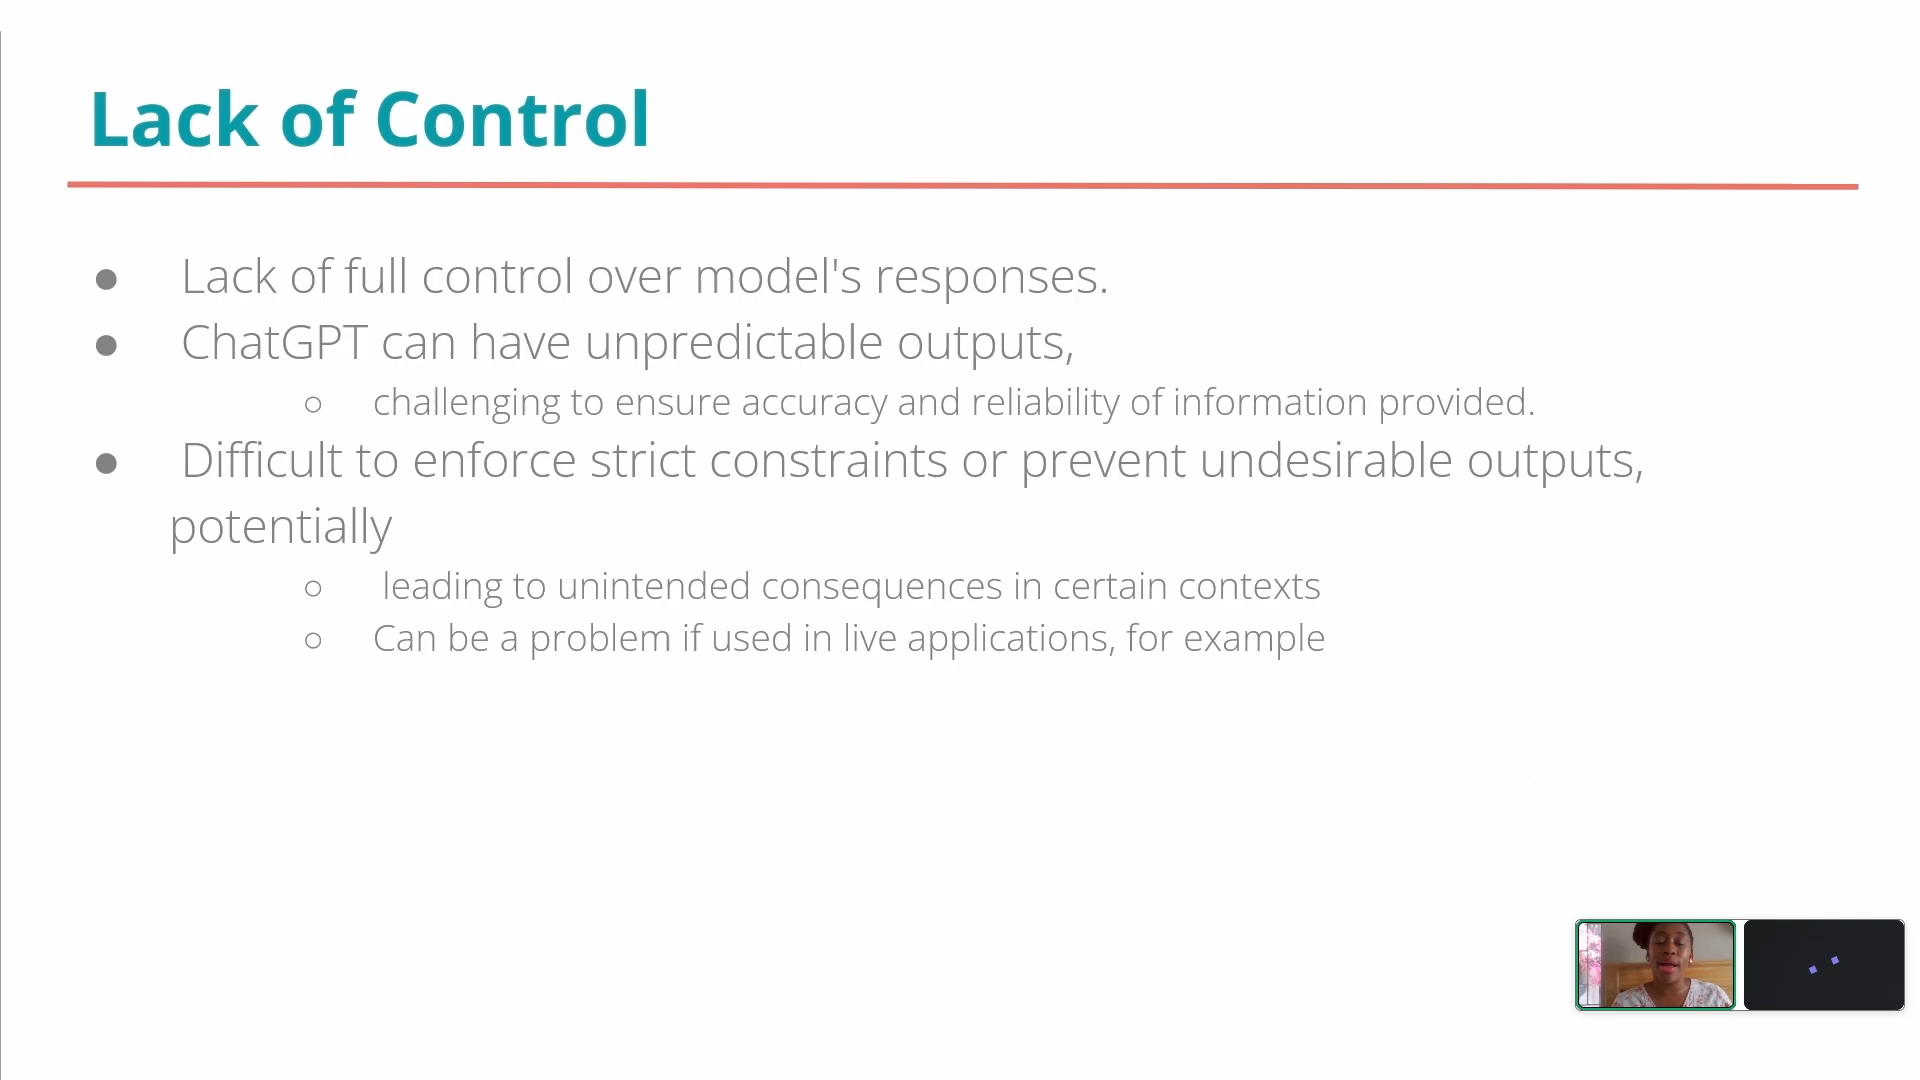 Lack of Control
● Lack of full control over model's responses.
● ChatGPT can have unpredictable outputs,
○ challenging to ensure accuracy and reliability of information provided.
● Difficult to enforce strict constraints or prevent undesirable outputs,
potentially
○ leading to unintended consequences in certain contexts
○ Can be a problem if used in live applications, for example